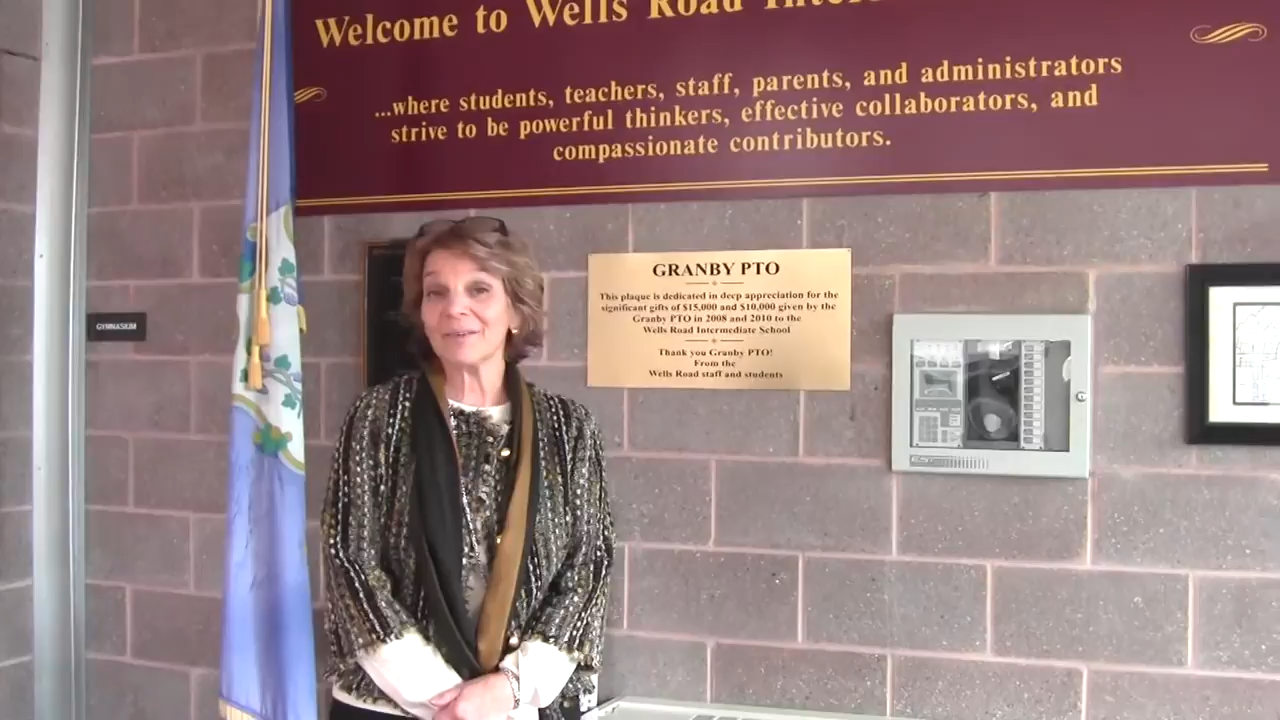 Welcome to Wells Road
...where students, teachers, staff, parents, and administrators
strive to be powerful thinkers, effective collaborators, and
compassionate contributors.
GYMNASIUM
GRANBY PTO
This plaque is dedicated in deep appreciation for the
significant gifts of $15,000 and $10,000 given by the
Granby PTO in 2008 and 2010 to the
Wells Road Intermediate School
Thank you Granby PTO!
From the
Wells Road staff and students